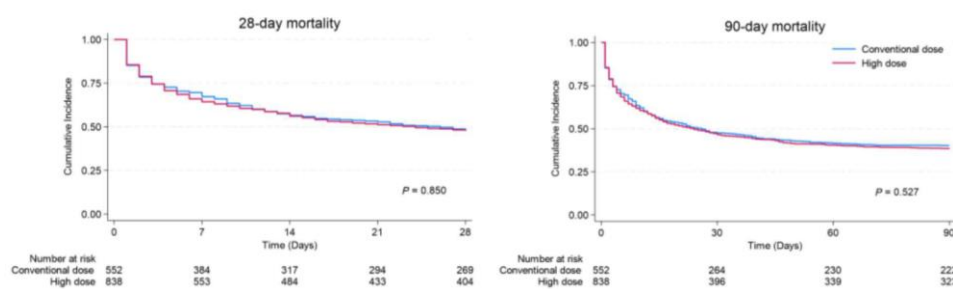 28-day mortality
1.00
0.75
0.50
0.25
0.00
Cumulative Incidence
P = 0.850
0 7 14 21 28
Time (Days)
Number at risk
Conventional dose 552 384 317 294 269
High dose 838 553 484 433 404
90-day mortality
Conventional dose
High dose
1.00
0.75
0.50
0.25
0.00
Cumulative Incidence
P = 0.527
0 30 60 90
Time (Days)
Number at risk
Conventional dose 552 264 230
High dose 838 396 339